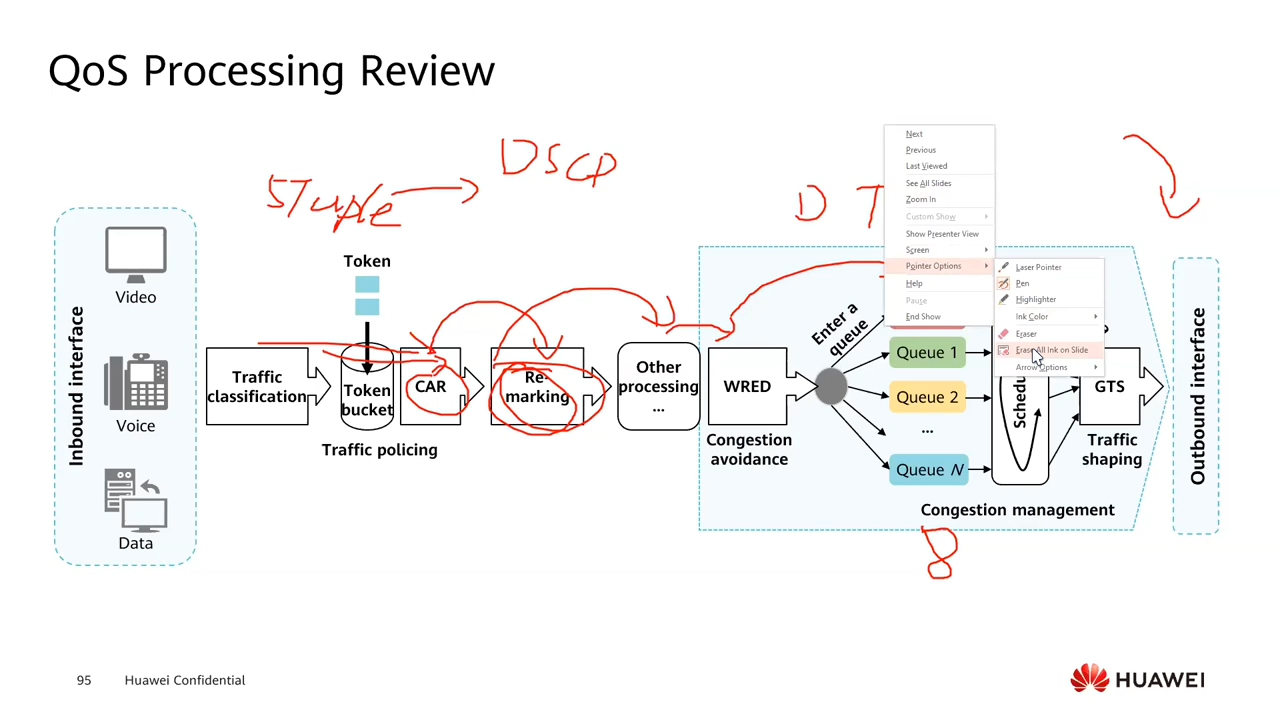 QoS Processing Review
DSCP
5Tuple
D T
Next
Previous
Last Viewed
See All Slides
Zoom In
Custom Show
Show Presenter View
Screen
Pointer Options
Help
Pause
End Show
Laser Pointer
Pen
Highlighter
Ink Color
Eraser
Erase All Ink on Slide
Arrow Options
Inbound interface
Video
Voice
Data
Traffic
classification
Token
Token
bucket
CAR
Traffic policing
Re-
marking
Other
processing
...
WRED
Congestion
avoidance
Enter a
queue
Queue 1
Queue 2
...
Queue N
Congestion management
8
GTS
Traffic
shaping
Outbound interface
95
Huawei Confidential
HUAWEI